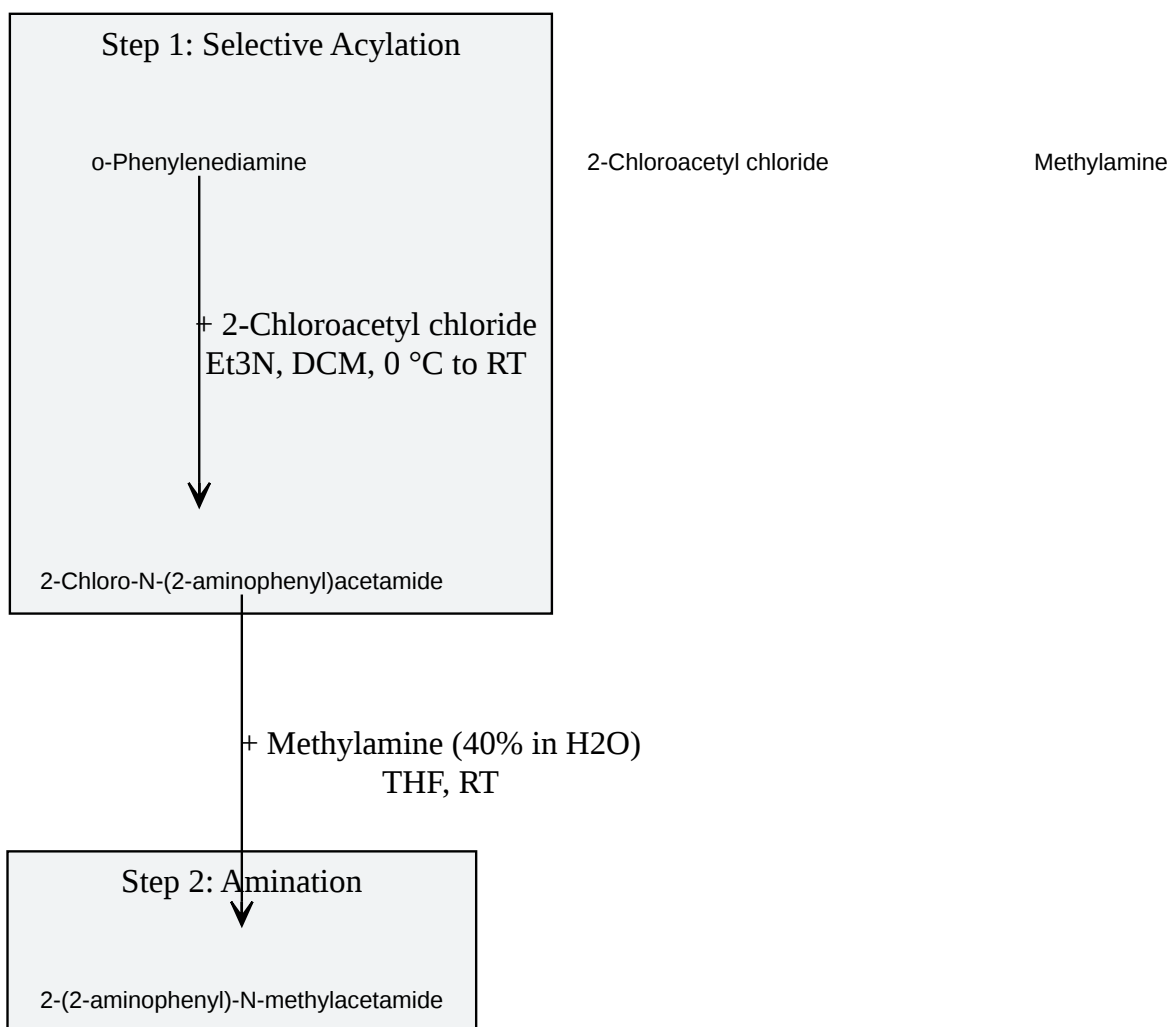 Step 1: Selective Acylation
o-Phenylenediamine
2-Chloroacetyl chloride
Methylamine
+ 2-Chloroacetyl chloride
Et3N, DCM, 0 °C to RT
2-Chloro-N-(2-aminophenyl)acetamide
+ Methylamine (40% in H2O)
THF, RT
Step 2: Amination
2-(2-aminophenyl)-N-methylacetamide